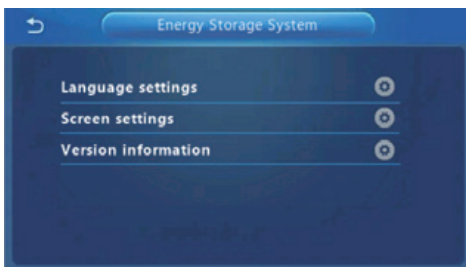 Energy Storage System
Language settings
Screen settings
Version information